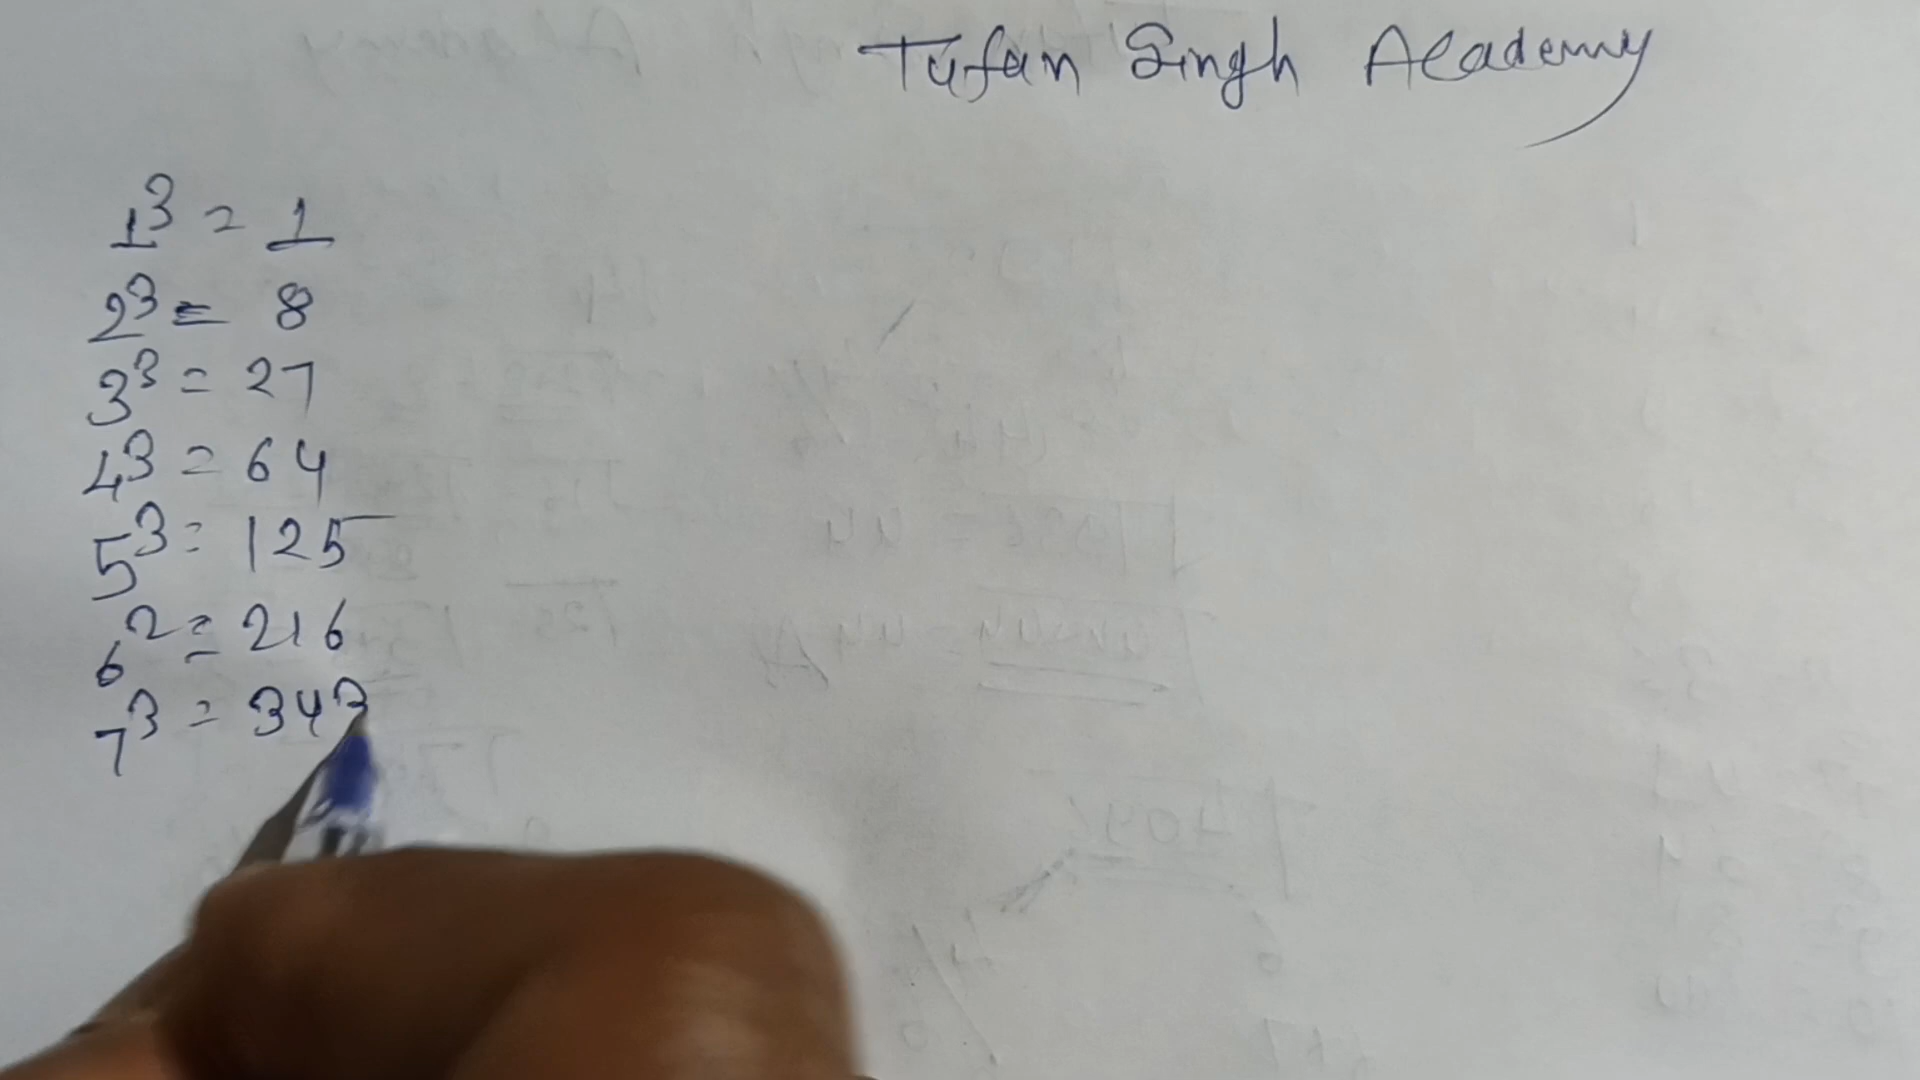 Tufan Singh Academy
1³ = 1
2³ = 8
3³ = 27
4³ = 64
5³ = 125
6² = 216
7³ = 343